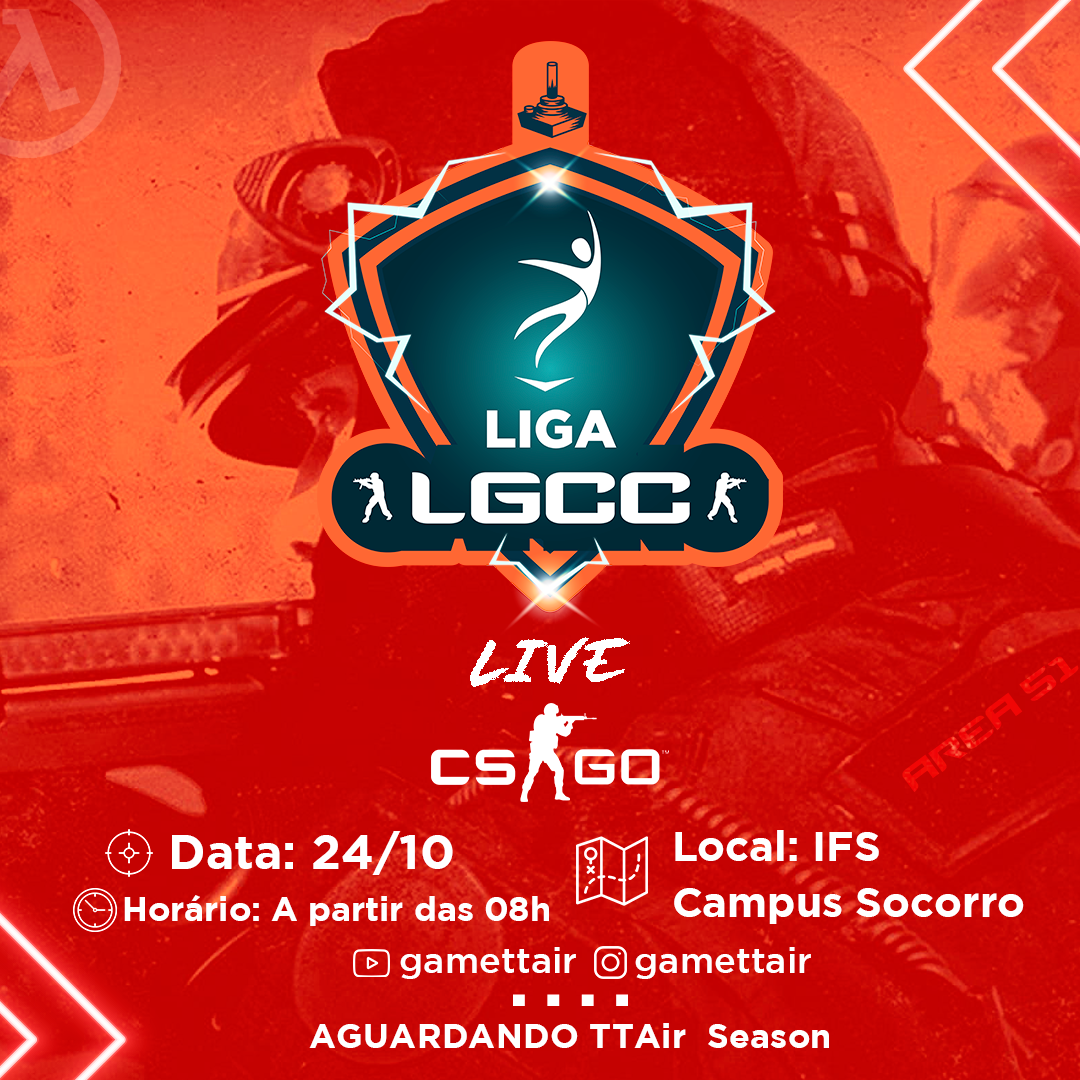 LIGA
LGCC
LIVE
CS GO™
AREA 51
Data: 24/10
Horário: A partir das 08h
Local: IFS
Campus Socorro
gamettair gamettair
AGUARDANDO TTAir Season